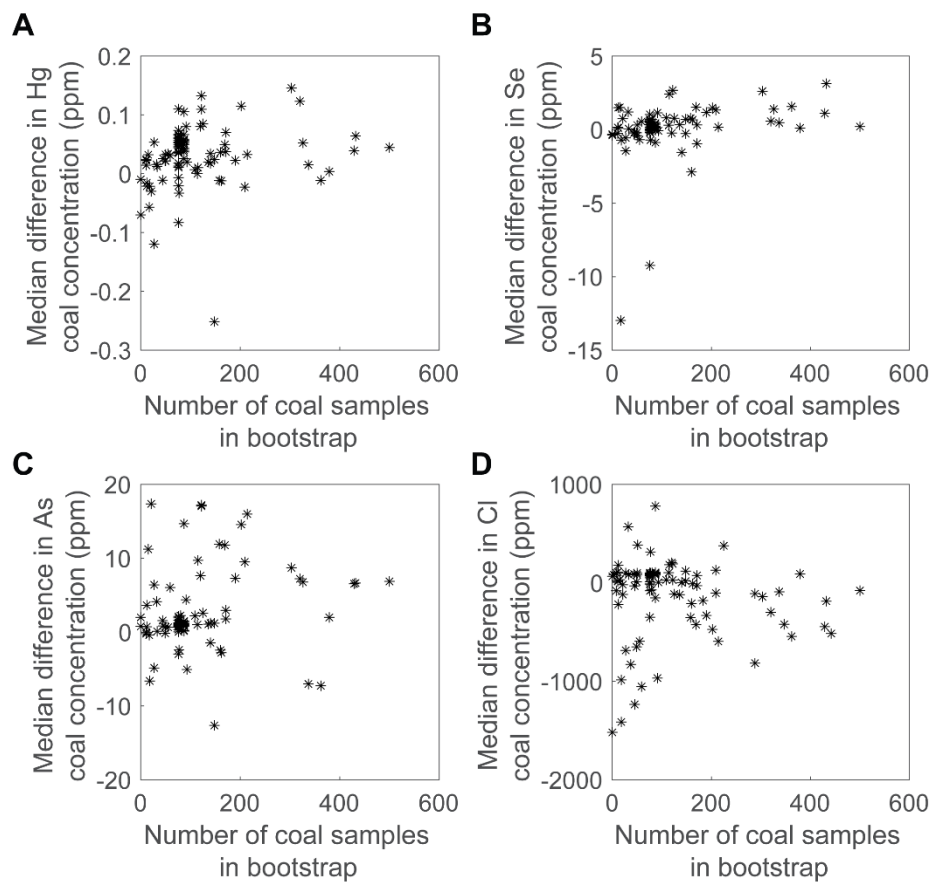 A
Median difference in Hg
coal concentration (ppm)
0.2
0.1
0
-0.1
-0.2
-0.3
0
200
400
600
Number of coal samples
in bootstrap
B
Median difference in Se
coal concentration (ppm)
5
0
-5
-10
-15
0
200
400
600
Number of coal samples
in bootstrap
C
Median difference in As
coal concentration (ppm)
20
10
0
-10
-20
0
200
400
600
Number of coal samples
in bootstrap
D
Median difference in Cl
coal concentration (ppm)
1000
0
-1000
-2000
0
200
400
600
Number of coal samples
in bootstrap